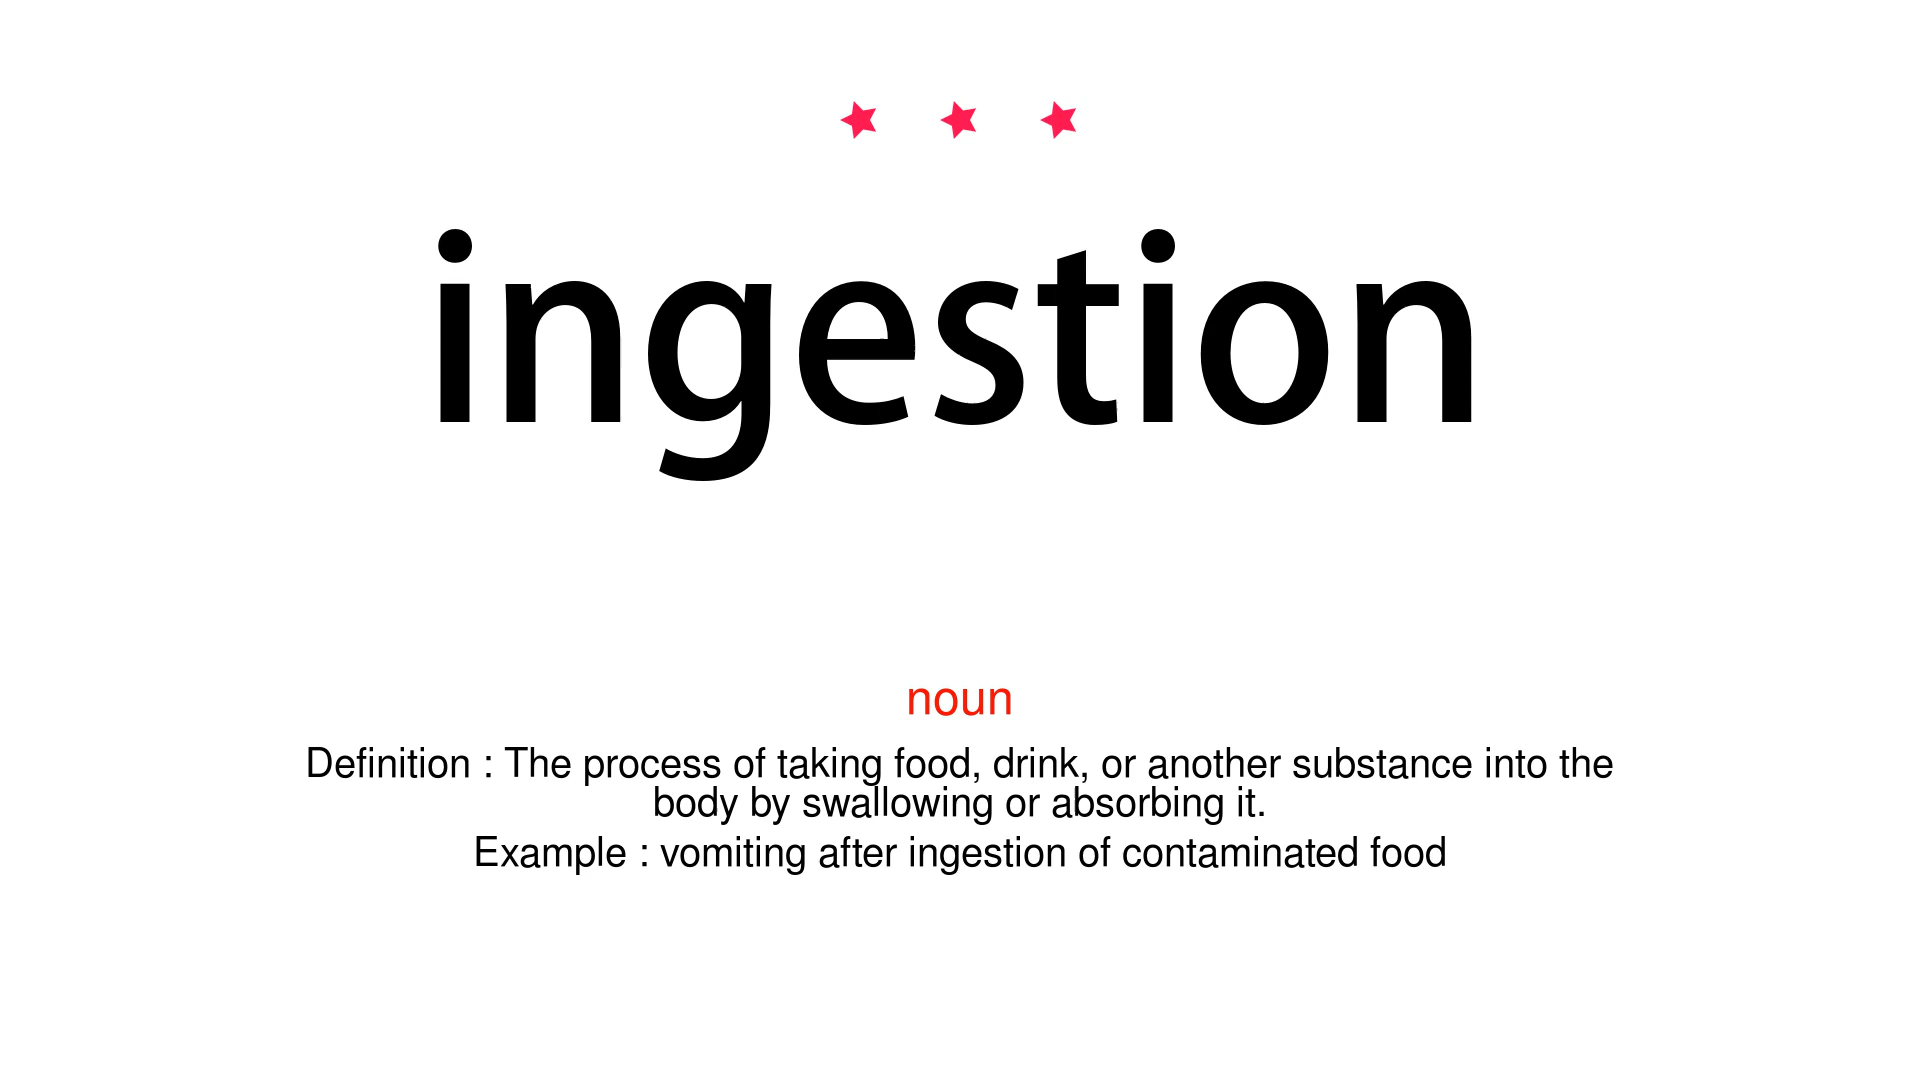 ingestion
noun
Definition : The process of taking food, drink, or another substance into the
body by swallowing or absorbing it.
Example : vomiting after ingestion of contaminated food